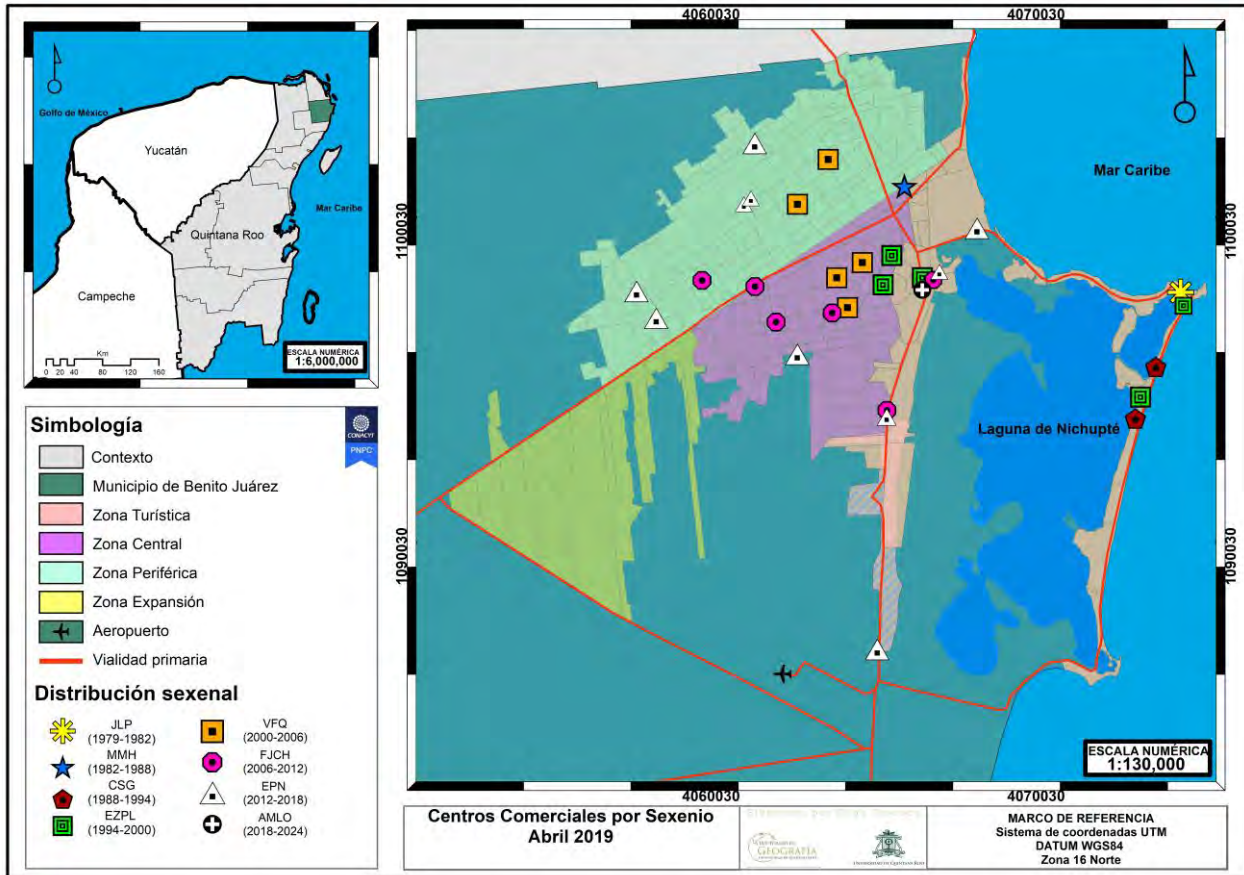 Golfo de México
Yucatán
Mar Caribe
Quintana Roo
Campeche
Km
0 20 40 80 120 160
ESCALA NUMÉRICA
1:6,000,000
Simbología
CONACYT
PNPC
Contexto
Municipio de Benito Juárez
Zona Turística
Zona Central
Zona Periférica
Zona Expansión
Aeropuerto
Vialidad primaria
Distribución sexenal
JLP
(1979-1982)
MMH
(1982-1988)
CSG
(1988-1994)
EZPL
(1994-2000)
VFQ
(2000-2006)
FJCH
(2006-2012)
EPN
(2012-2018)
AMLO
(2018-2024)
4060030
4070030
1100030
1100030
1090030
1090030
Mar Caribe
Laguna de Nichupté
ESCALA NUMÉRICA
1:130,000
4060030
4070030
Centros Comerciales por Sexenio
Abril 2019
GEOGRAFÍA
UNIVERSIDAD DE QUINTANA ROO
MARCO DE REFERENCIA
Sistema de coordenadas UTM
DATUM WGS84
Zona 16 Norte